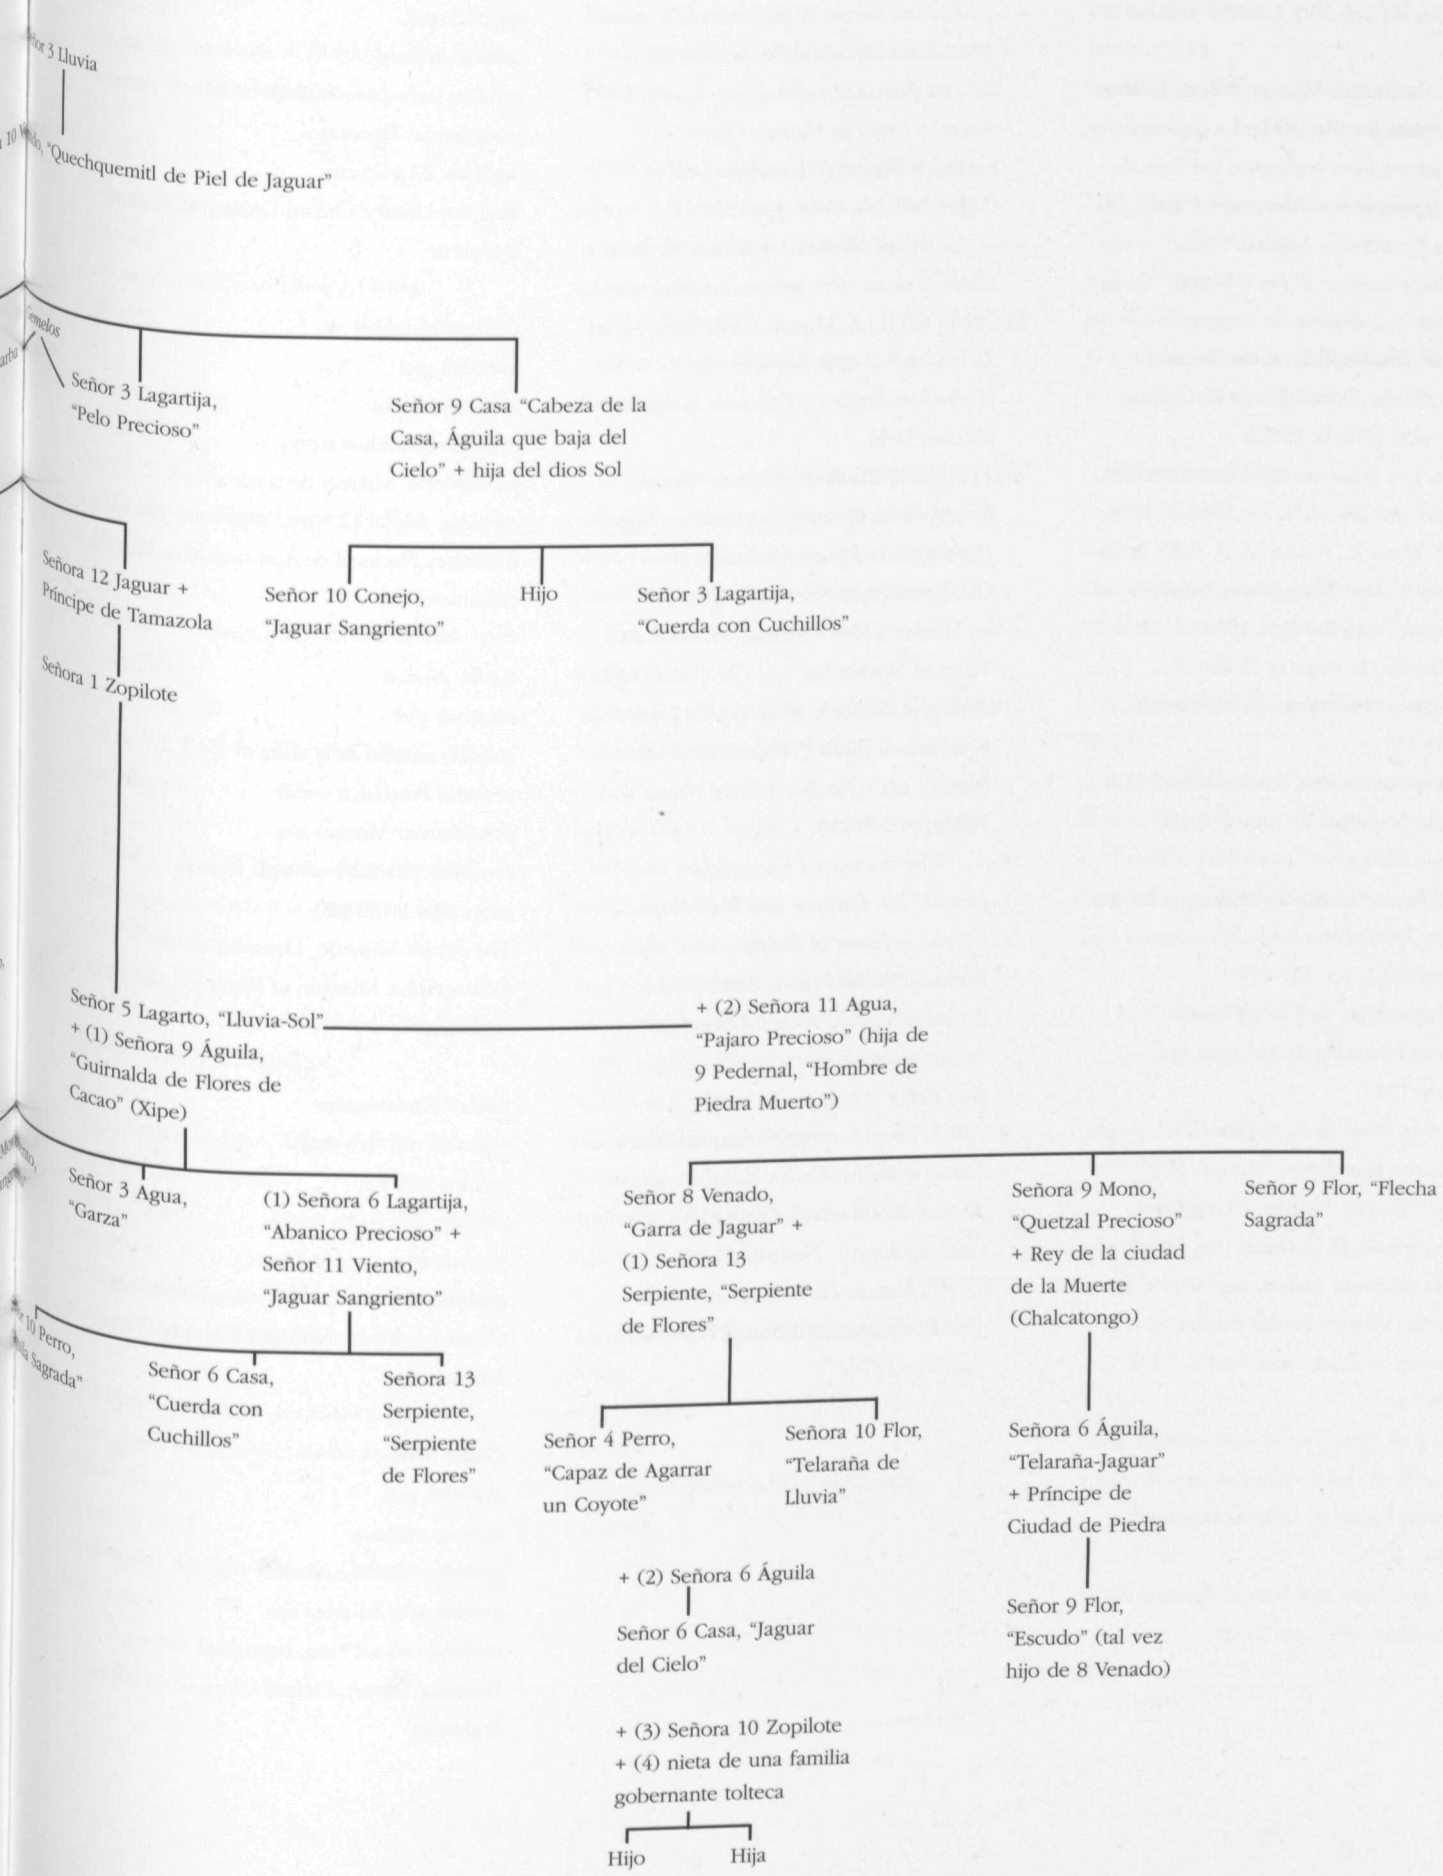 3 Lluvia
10
“Quechquemitl de Piel de Jaguar”
Gemelos
Señor 3 Lagartija,
“Pelo Precioso”
Señor 9 Casa “Cabeza de la
Casa, Águila que baja del
Cielo” + hija del dios Sol
Señora 12 Jaguar +
Príncipe de Tamazola
Señor 10 Conejo,
“Jaguar Sangriento”
Hijo
Señor 3 Lagartija,
“Cuerda con Cuchillos”
Señora 1 Zopilote
Señor 5 Lagarto, “Lluvia-Sol”
+ (1) Señora 9 Águila,
“Guirnalda de Flores de
Cacao” (Xipe)
+ (2) Señora 11 Agua,
“Pajaro Precioso” (hija de
9 Pedernal, “Hombre de
Piedra Muerto”)
Señor 3 Agua,
“Garza”
(1) Señora 6 Lagartija,
“Abanico Precioso” +
Señor 11 Viento,
“Jaguar Sangriento”
Señor 8 Venado,
“Garra de Jaguar” +
(1) Señora 13
Serpiente, “Serpiente
de Flores”
Señora 9 Mono,
“Quetzal Precioso”
+ Rey de la ciudad
de la Muerte
(Chalcatongo)
Señor 9 Flor, “Flecha
Sagrada”
10 Perro,
Sagrada”
Señor 6 Casa,
“Cuerda con
Cuchillos”
Señora 13
Serpiente,
“Serpiente
de Flores”
Señor 4 Perro,
“Capaz de Agarrar
un Coyote”
Señora 10 Flor,
“Telaraña de
Lluvia”
Señora 6 Águila,
“Telaraña-Jaguar”
+ Príncipe de
Ciudad de Piedra
+ (2) Señora 6 Águila
Señor 6 Casa, “Jaguar
del Cielo”
Señor 9 Flor,
“Escudo” (tal vez
hijo de 8 Venado)
+ (3) Señora 10 Zopilote
+ (4) nieta de una familia
gobernante tolteca
Hijo
Hija